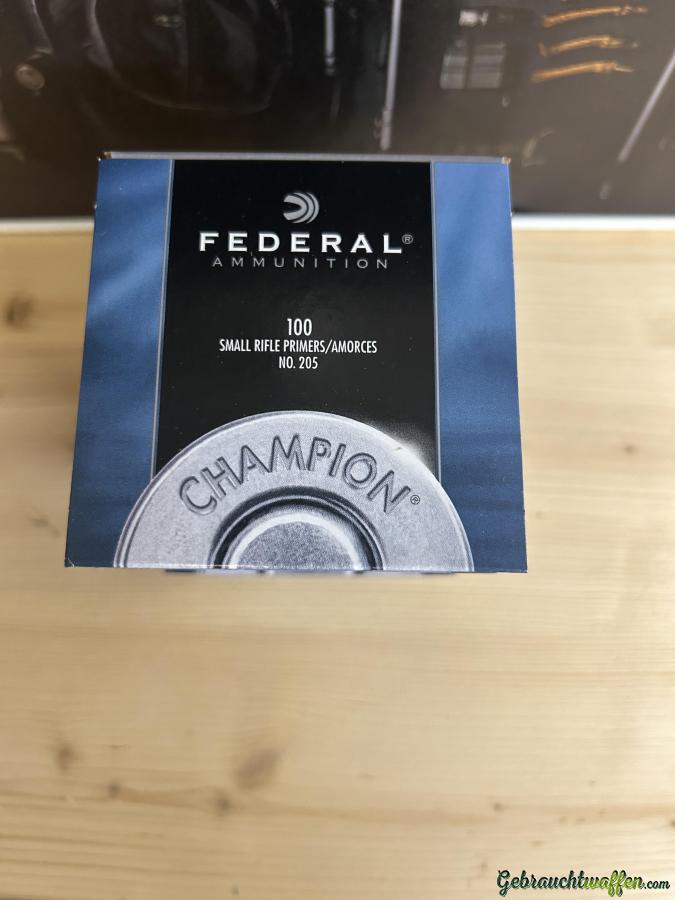 FEDERAL®
AMMUNITION
100
SMALL RIFLE PRIMERS/AMORCES
NO. 205
CHAMPION®
Gebrauchtwaffen.com